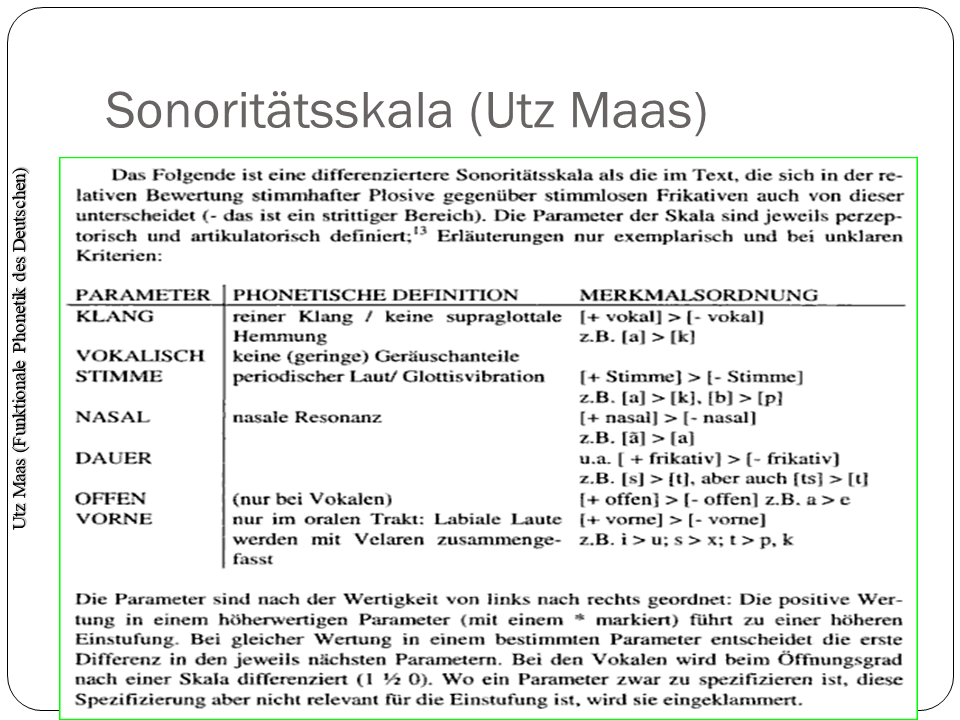 Sonoritätsskala (Utz Maas)
Utz Maas (Funktionale Phonetik des Deutschen)
Das Folgende ist eine differenziertere Sonoritätsskala als die im Text, die sich in der re-
lativen Bewertung stimmhafter Plosive gegenüber stimmlosen Frikativen auch von dieser
unterscheidet (- das ist ein strittiger Bereich). Die Parameter der Skala sind jeweils perzep-
torisch und artikulatorisch definiert;¹³ Erläuterungen nur exemplarisch und bei unklaren
Kriterien:
PARAMETER PHONETISCHE DEFINITION MERKMALSORDNUNG
KLANG reiner Klang / keine supraglottale [+ vokal] > [- vokal]
Hemmung z.B. [a] > [k]
VOKALISCH keine (geringe) Geräuschanteile
STIMME periodischer Laut/ Glottisvibration [+ Stimme] > [- Stimme]
z.B. [a] > [k], [b] > [p]
NASAL nasale Resonanz [+ nasal] > [- nasal]
z.B. [ã] > [a]
DAUER u.a. [ + frikativ] > [- frikativ]
z.B. [s] > [t], aber auch [ts] > [t]
OFFEN (nur bei Vokalen) [+ offen] > [- offen] z.B. a > e
VORNE nur im oralen Trakt: Labiale Laute [+ vorne] > [- vorne]
werden mit Velaren zusammenge- z.B. i > u; s > x; t > p, k
fasst
Die Parameter sind nach der Wertigkeit von links nach rechts geordnet: Die positive Wer-
tung in einem höherwertigen Parameter (mit einem * markiert) führt zu einer höheren
Einstufung. Bei gleicher Wertung in einem bestimmten Parameter entscheidet die erste
Differenz in den jeweils nächsten Parametern. Bei den Vokalen wird beim Öffnungsgrad
nach einer Skala differenziert (1 ½ 0). Wo ein Parameter zwar zu spezifizieren ist, diese
Spezifizierung aber nicht relevant für die Einstufung ist, wird sie eingeklammert.